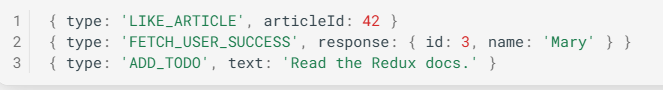 1 { type: 'LIKE_ARTICLE', articleId: 42 }
2 { type: 'FETCH_USER_SUCCESS', response: { id: 3, name: 'Mary' } }
3 { type: 'ADD_TODO', text: 'Read the Redux docs.' }